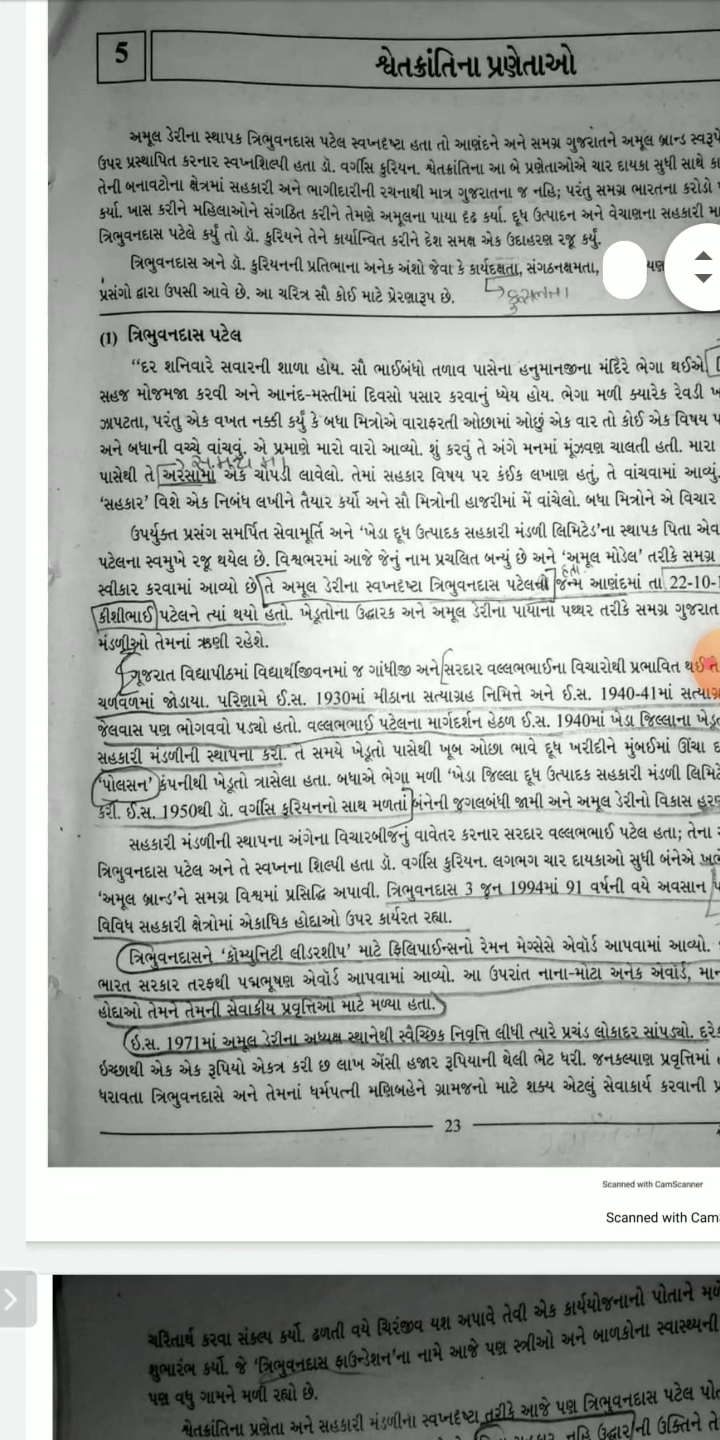 5
શ્વેતક્રાંતિના પ્રણેતાઓ
અમૂલ ડેરીના સ્થાપક ત્રિભુવનદાસ પટેલ સ્વપ્નદૃષ્ટા હતા તો આણંદને અને સમગ્ર ગુજરાતને અમૂલ બ્રાન્ડ સ્વરૂપે
ઉપર પ્રસ્થાપિત કરનાર સ્વપ્નશિલ્પી હતા ડૉ. વર્ગીસ કુરિયન. શ્વેતક્રાંતિના આ બે પ્રણેતાઓએ ચાર દાયકા સુધી સાથે
તેની બનાવટોના ક્ષેત્રમાં સહકારી અને ભાગીદારીની રચનાથી માત્ર ગુજરાતના જ નહિ; પરંતુ સમગ્ર ભારતના કરોડો
કર્યા. ખાસ કરીને મહિલાઓને સંગઠિત કરીને તેમણે અમૂલના પાયા દૃઢ કર્યા. દૂધ ઉત્પાદન અને વેચાણના સહકારી
ત્રિભુવનદાસ પટેલે કર્યું તો ડૉ. કુરિયને તેને કાર્યાન્વિત કરીને દેશ સમક્ષ એક ઉદાહરણ રજૂ કર્યું.
ત્રિભુવનદાસ અને ડૉ. કુરિયનની પ્રતિભાના અનેક અંશો જેવા કે કાર્યદક્ષતા, સંગઠનક્ષમતા,
પ્રસંગો દ્વારા ઉપસી આવે છે. આ ચરિત્ર સૌ કોઈ માટે પ્રેરણારૂપ છે.
(1) ત્રિભુવનદાસ પટેલ
“દર શનિવારે સવારની શાળા હોય. સૌ ભાઈબંધો તળાવ પાસેના હનુમાનજીના મંદિરે ભેગા થઈએ
સહજ મોજમજા કરવી અને આનંદ-મસ્તીમાં દિવસો પસાર કરવાનું ધ્યેય હોય. ભેગા મળી ક્યારેક રેવડી
ઝાપટતા, પરંતુ એક વખત નક્કી કર્યું કે બધા મિત્રોએ વારાફરતી ઓછામાં ઓછું એક વાર તો કોઈ એક વિષય
અને બધાની વચ્ચે વાંચવું. એ પ્રમાણે મારો વારો આવ્યો. શું કરવું તે અંગે મનમાં મૂંઝવણ ચાલતી હતી. મારા
પાસેથી તે અરેસામાં એક ચોપડી લાવેલો. તેમાં સહકાર વિષય પર કંઈક લખાણ હતું, તે વાંચવામાં આવ્યું.
‘સહકાર’ વિશે એક નિબંધ લખીને તૈયાર કર્યો અને સૌ મિત્રોની હાજરીમાં મેં વાંચેલો. બધા મિત્રોને એ વિચાર
ઉપર્યુક્ત પ્રસંગ સમર્પિત સેવામૂર્તિ અને ‘ખેડા દૂધ ઉત્પાદક સહકારી મંડળી લિમિટેડ’ના સ્થાપક પિતા
પટેલના સ્વમુખે રજૂ થયેલ છે. વિશ્વભરમાં આજે જેનું નામ પ્રચલિત બન્યું છે અને ‘અમૂલ મોડેલ’ તરીકે સમગ્ર
સ્વીકાર કરવામાં આવ્યો છે તે અમૂલ ડેરીના સ્વપ્નદૃષ્ટા ત્રિભુવનદાસ પટેલનો જન્મ આણંદમાં તા 22-10-
કીશીભાઈ પટેલને ત્યાં થયો હતો. ખેડૂતોના ઉદ્ધારક અને અમૂલ ડેરીના પાયાના પથ્થર તરીકે સમગ્ર ગુજરાત
મંડળીઓ તેમનાં ઋણી રહેશે.
ગૂજરાત વિદ્યાપીઠમાં વિદ્યાર્થીજીવનમાં જ ગાંધીજી અને સરદાર વલ્લભભાઈના વિચારોથી પ્રભાવિત થઈ
ચળવળમાં જોડાયા. પરિણામે ઈ.સ. 1930માં મીઠાના સત્યાગ્રહ નિમિત્તે અને ઈ.સ. 1940-41માં
જેલવાસ પણ ભોગવવો પડ્યો હતો. વલ્લભભાઈ પટેલના માર્ગદર્શન હેઠળ ઈ.સ. 1940માં ખેડા જિલ્લાના
સહકારી મંડળીની સ્થાપના કરી. તે સમયે ખેડૂતો પાસેથી ખૂબ ઓછા ભાવે દૂધ ખરીદીને મુંબઈમાં ઊંચા
‘પોલસન’ કંપનીથી ખેડૂતો ત્રાસેલા હતા. બધાએ ભેગા મળી ‘ખેડા જિલ્લા દૂધ ઉત્પાદક સહકારી મંડળી
કરી. ઈ.સ. 1950થી ડૉ. વર્ગીસ કુરિયનનો સાથ મળતાં બંનેની જુગલબંધી જામી અને અમૂલ ડેરીનો વિકાસ
સહકારી મંડળીની સ્થાપના અંગેના વિચારબીજનું વાવેતર કરનાર સરદાર વલ્લભભાઈ પટેલ હતા; તેના
ત્રિભુવનદાસ પટેલ અને તે સ્વપ્નના શિલ્પી હતા ડૉ. વર્ગીસ કુરિયન. લગભગ ચાર દાયકાઓ સુધી બંનેએ
‘અમૂલ બ્રાન્ડ’ને સમગ્ર વિશ્વમાં પ્રસિદ્ધિ અપાવી. ત્રિભુવનદાસ 3 જૂન 1994માં 91 વર્ષની વયે અવસાન
વિવિધ સહકારી ક્ષેત્રોમાં એકાધિક હોદાઓ ઉપર કાર્યરત રહ્યા.
ત્રિભુવનદાસને ‘કૉમ્યુનિટી લીડરશીપ’ માટે ફિલિપાઈન્સનો રેમન મેગ્સેસે એવૉર્ડ આપવામાં આવ્યો.
ભારત સરકાર તરફથી પદ્મભૂષણ એવૉર્ડ આપવામાં આવ્યો. આ ઉપરાંત નાના-મોટા અનેક એવૉર્ડ,
હોદાઓ તેમને તેમની સેવાકીય પ્રવૃત્તિઓ માટે મળ્યા હતા.
ઈ.સ. 1971માં અમૂલ ડેરીના અધ્યક્ષ સ્થાનેથી સ્વૈચ્છિક નિવૃત્તિ લીધી ત્યારે પ્રચંડ લોકાદર સાંપડ્યો.
ઇચ્છાથી એક એક રૂપિયો એકત્ર કરી છ લાખ એંસી હજાર રૂપિયાની થેલી ભેટ ધરી. જનકલ્યાણ પ્રવૃત્તિમાં
ધરાવતા ત્રિભુવનદાસે અને તેમનાં ધર્મપત્ની મણિબહેને ગ્રામજનો માટે શક્ય એટલું સેવાકાર્ય કરવાની
23
Scanned with CamScanner
Scanned with Cam
ચરિતાર્થ કરવા સંકલ્પ કર્યો. ઢળતી વયે ચિરંજીવ યશ અપાવે તેવી એક કાર્યયોજનાનો પોતાને
શુભારંભ કર્યો. જે ‘ત્રિભુવનદાસ ફાઉન્ડેશન’ના નામે આજે પણ સ્ત્રીઓ અને બાળકોના સ્વાસ્થ્યની
પણ વધુ ગામને મળી રહ્યો છે.
શ્વેતક્રાંતિના પ્રણેતા અને સહકારી મંડળીના સ્વપ્નદૃષ્ટા તરીકે આજે પણ ત્રિભુવનદાસ પટેલ
નહિ ઉદ્ધારની ઉક્તિને